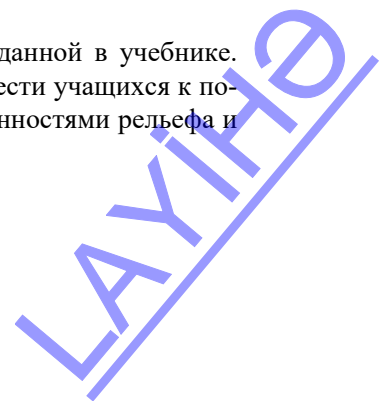 данной в учебнике.
ести учащихся к по-
нностями рельефа и
LAYİHƏ